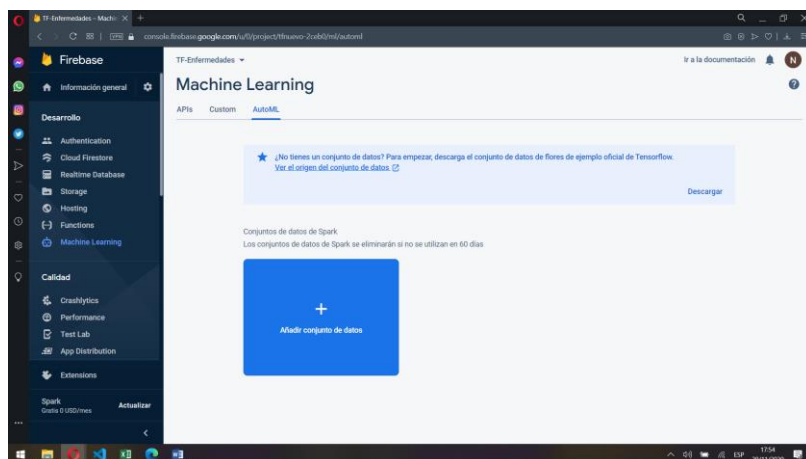 TF-Enfermedades - Machi
console.firebase.google.com/u/0/project/tfnuevo-2ceb0/ml/automl
VPN
Firebase
Información general
Desarrollo
Authentication
Cloud Firestore
Realtime Database
Storage
Hosting
Functions
Machine Learning
Calidad
Crashlytics
Performance
Test Lab
App Distribution
Extensions
Spark
Gratis 0 USD/mes
Actualizar
TF-Enfermedades
Ir a la documentación
N
Machine Learning
APIs Custom AutoML
¿No tienes un conjunto de datos? Para empezar, descarga el conjunto de datos de flores de ejemplo oficial de Tensorflow.
Ver el origen del conjunto de datos
Descargar
Conjuntos de datos de Spark
Los conjuntos de datos de Spark se eliminarán si no se utilizan en 60 días
Añadir conjunto de datos
ESP
17:54